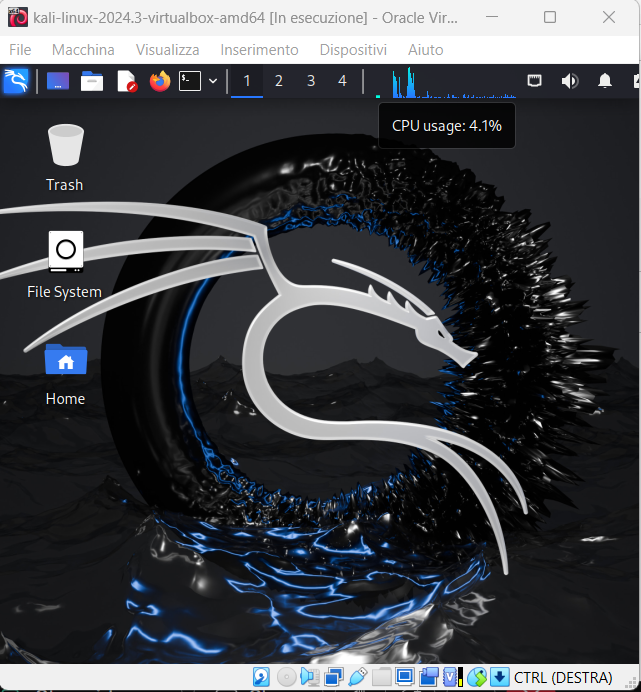 kali-linux-2024.3-virtualbox-amd64 [In esecuzione] - Oracle Vir...
File Macchina Visualizza Inserimento Dispositivi Aiuto
1 2 3 4
CPU usage: 4.1%
Trash
File System
Home
CTRL (DESTRA)